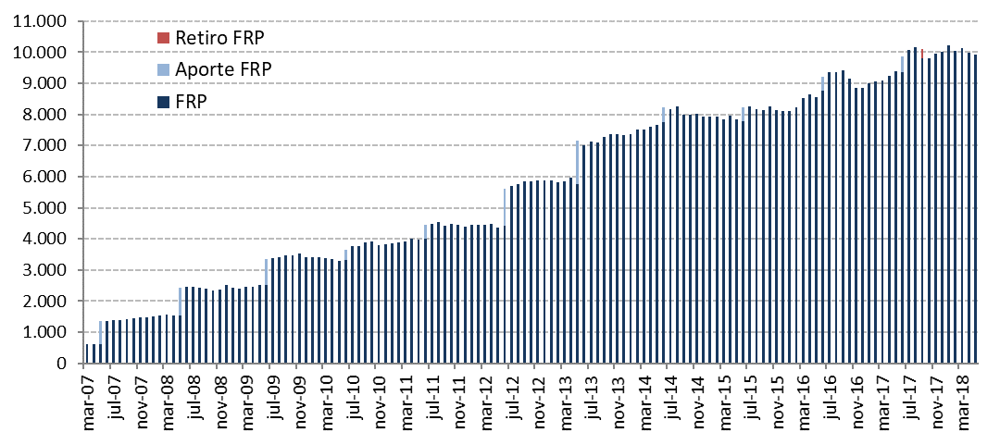 11.000
10.000
9.000
8.000
7.000
6.000
5.000
4.000
3.000
2.000
1.000
0
Retiro FRP
Aporte FRP
FRP
mar-07
jul-07
nov-07
mar-08
jul-08
nov-08
mar-09
jul-09
nov-09
mar-10
jul-10
nov-10
mar-11
jul-11
nov-11
mar-12
jul-12
nov-12
mar-13
jul-13
nov-13
mar-14
jul-14
nov-14
mar-15
jul-15
nov-15
mar-16
jul-16
nov-16
mar-17
jul-17
nov-17
mar-18